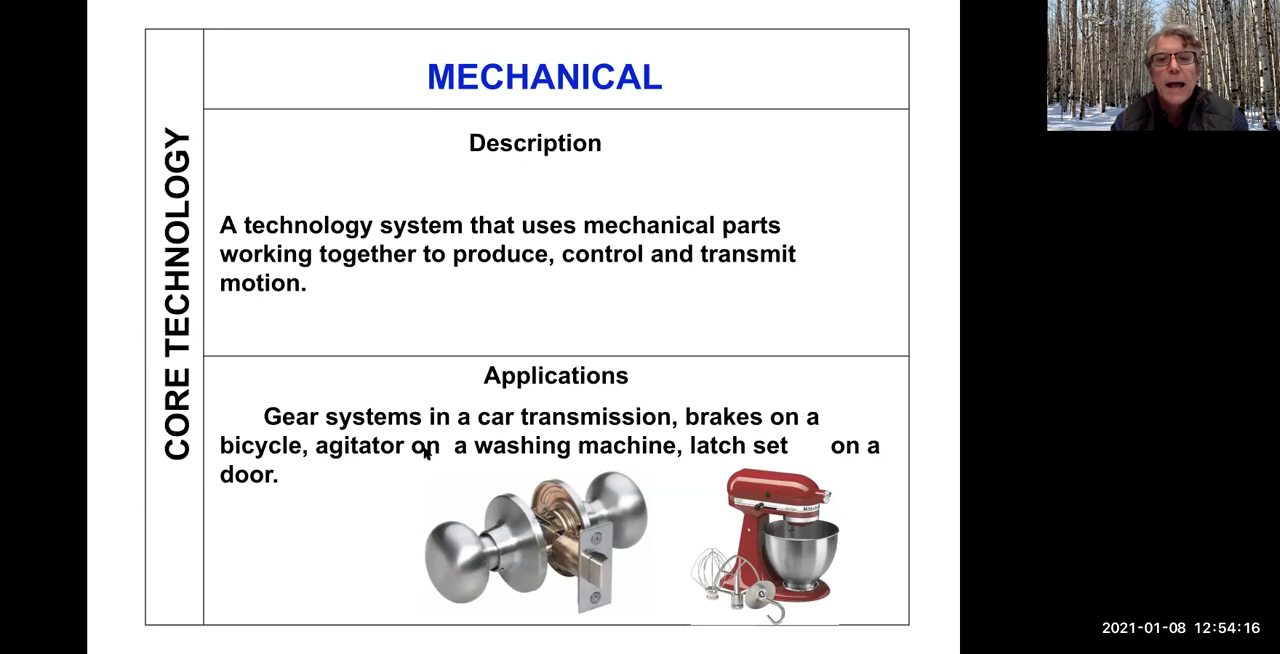 CORE TECHNOLOGY
MECHANICAL
Description
A technology system that uses mechanical parts
working together to produce, control and transmit
motion.
Applications
Gear systems in a car transmission, brakes on a
bicycle, agitator on a washing machine, latch set on a
door.
2021-01-08 12:54:16